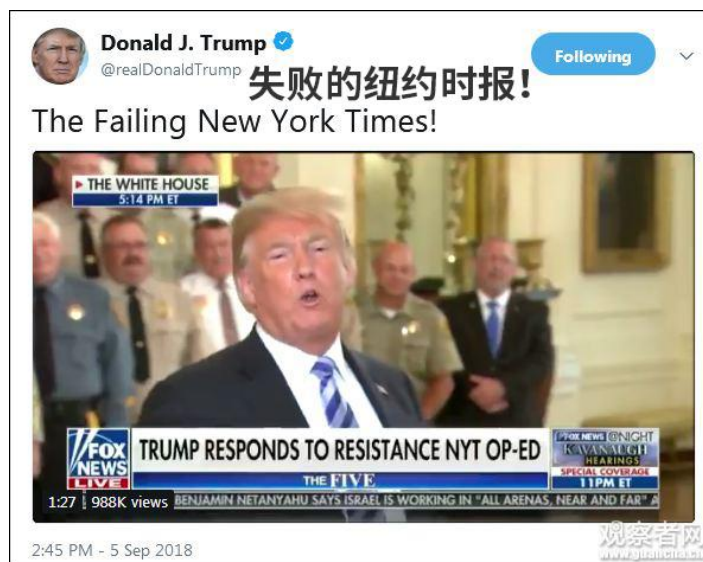 Donald J. Trump
@realDonaldTrump
Following
失败的纽约时报!
The Failing New York Times!
THE WHITE HOUSE
5:14 PM ET
FOX
NEWS
LIVE
TRUMP RESPONDS TO RESISTANCE NYT OP-ED
THE FIVE
FOX NEWS @NIGHT
KAVANAUGH
HEARINGS
SPECIAL COVERAGE
11PM ET
1:27 988K views
BENJAMIN NETANYAHU SAYS ISRAEL IS WORKING IN "ALL ARENAS, NEAR AND FAR" A
2:45 PM - 5 Sep 2018
观察者网
www.guancha.cn